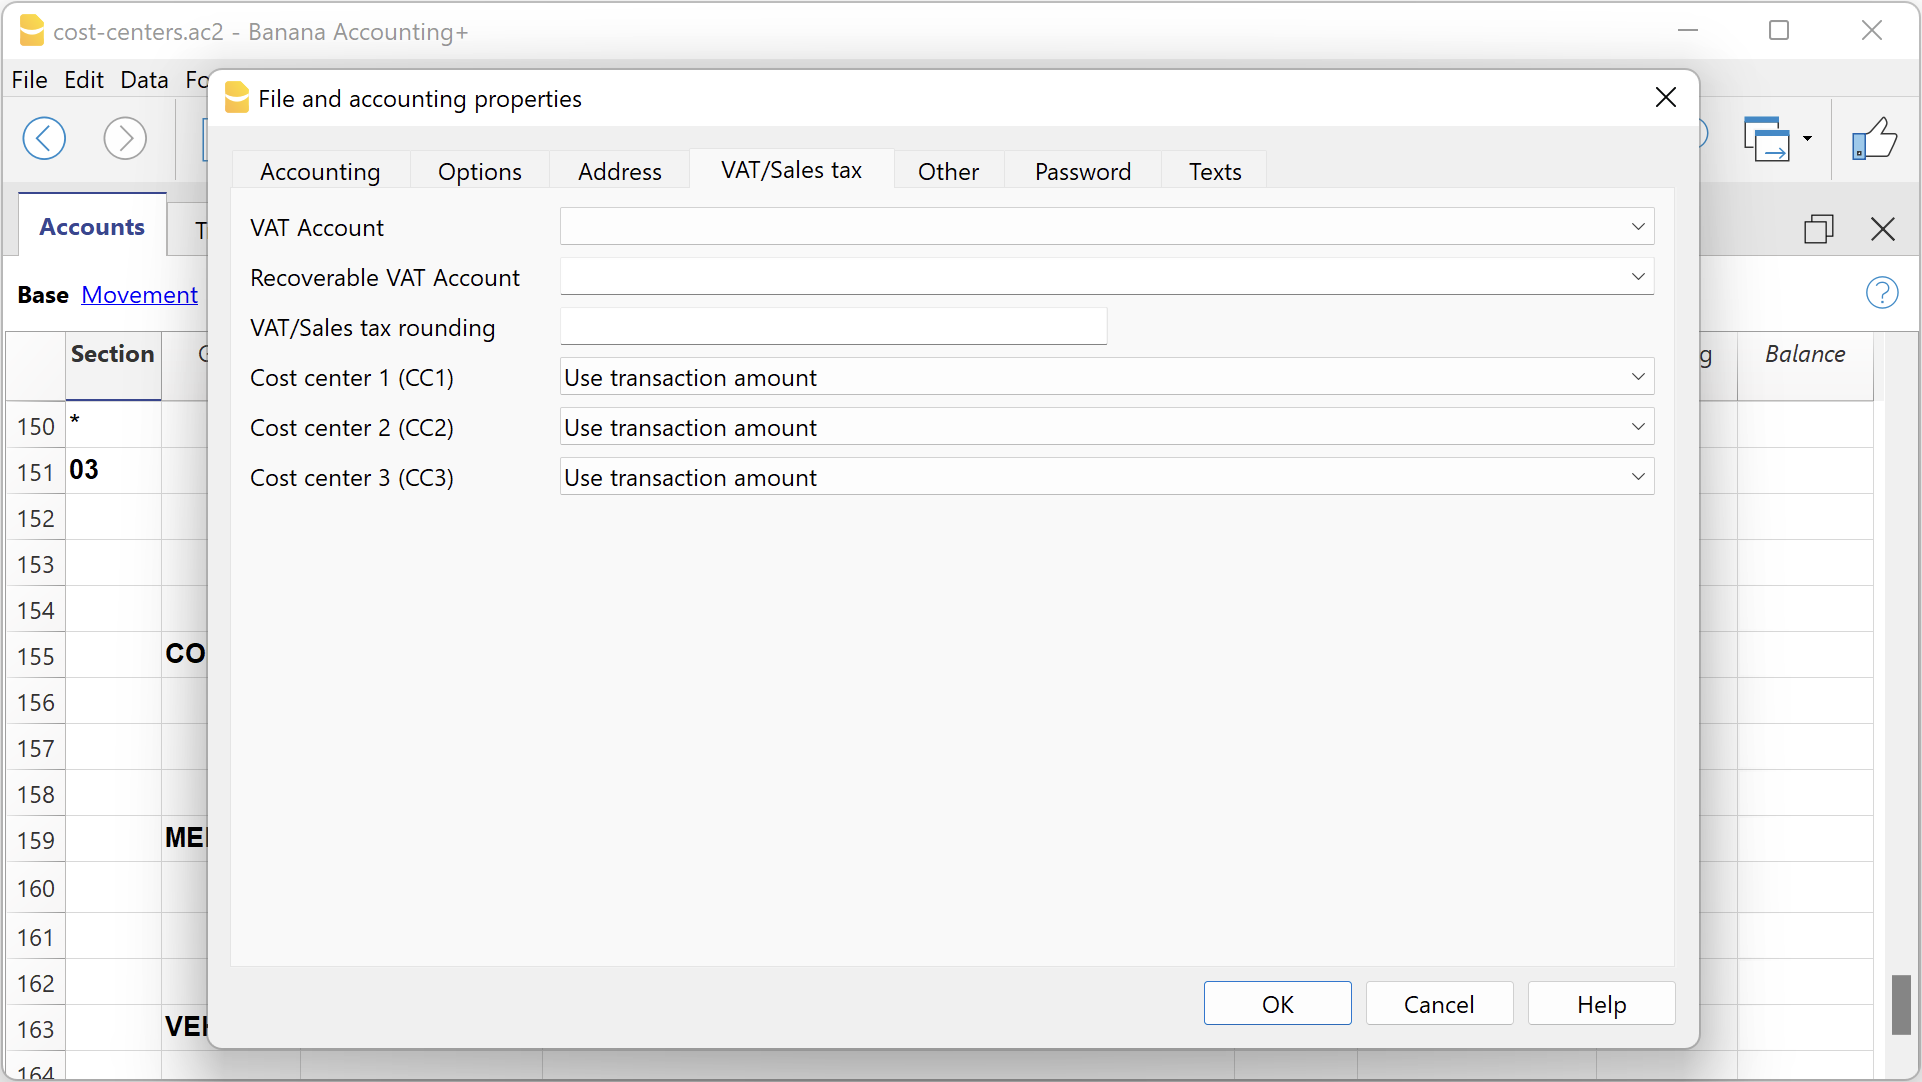 cost-centers.ac2 - Banana Accounting+
File Edit Data Fo
File and accounting properties
Accounting Options Address VAT/Sales tax Other Password Texts
Accounts T
VAT Account
Base Movement
Recoverable VAT Account
VAT/Sales tax rounding
Section G g Balance
Cost center 1 (CC1) Use transaction amount
Cost center 2 (CC2) Use transaction amount
150 *
151 03
Cost center 3 (CC3) Use transaction amount
152
153
154
155 CO
156
157
158
159 ME
160
161
162
OK Cancel Help
163 VE
164